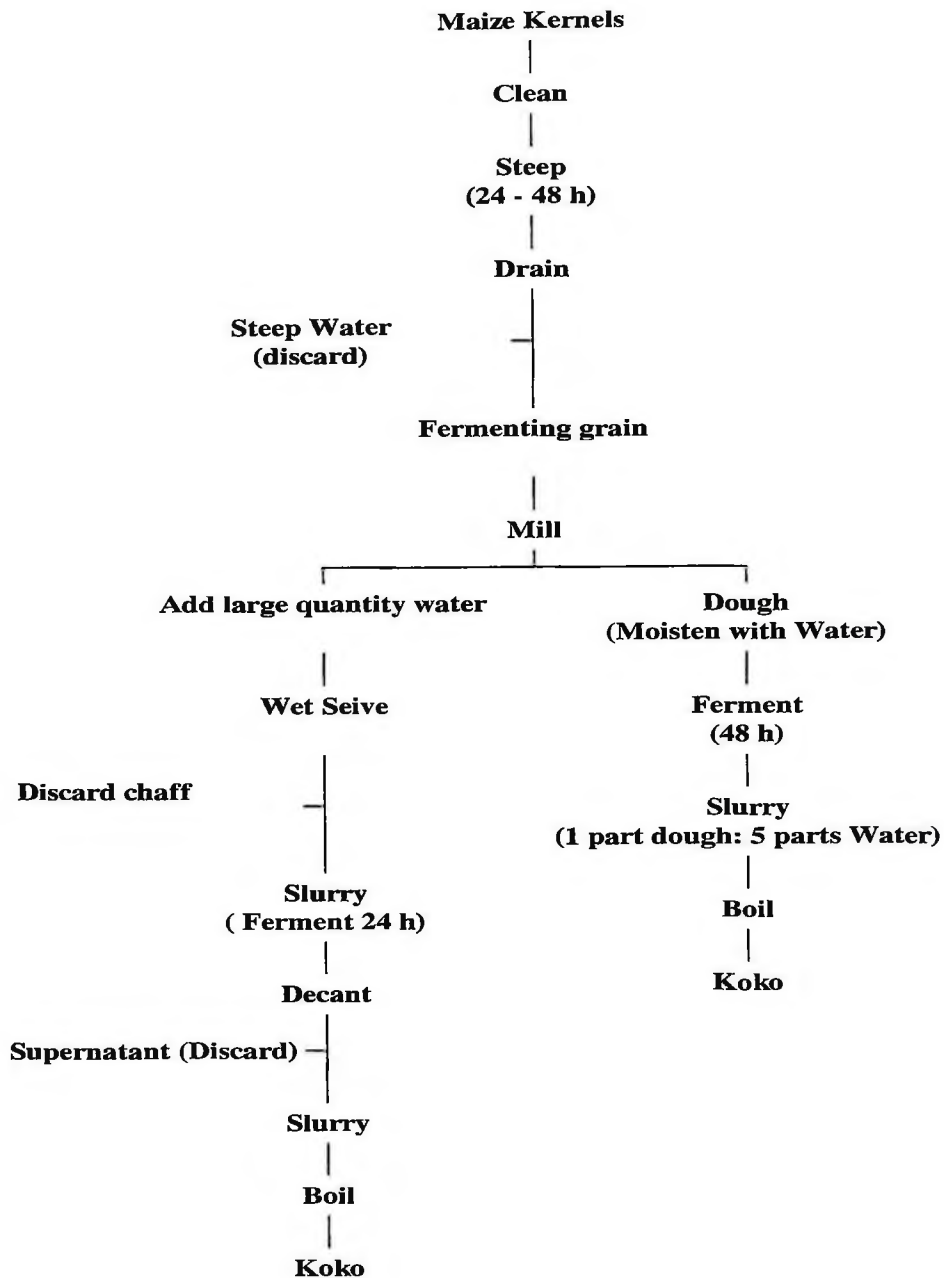 Maize Kernels
Clean
Steep
(24 - 48 h)
Drain
Steep Water
(discard)
Fermenting grain
Mill
Add large quantity water
Wet Seive
Discard chaff
Slurry
( Ferment 24 h)
Decant
Supernatant (Discard)
Slurry
Boil
Koko
Dough
(Moisten with Water)
Ferment
(48 h)
Slurry
(1 part dough: 5 parts Water)
Boil
Koko